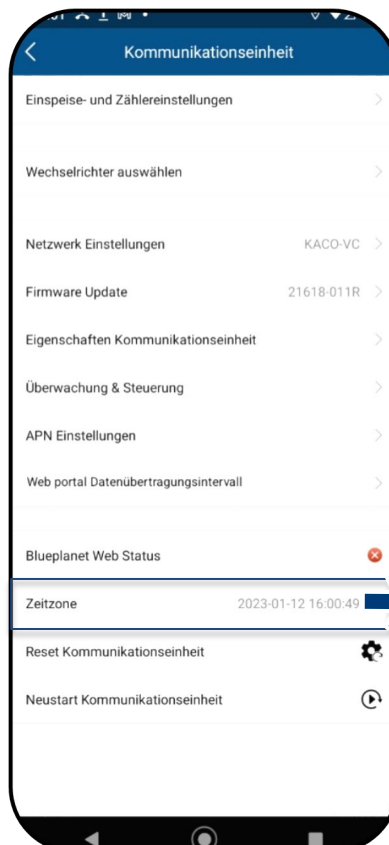 Kommunikationseinheit
Einspeise- und Zählereinstellungen
Wechselrichter auswählen
Netzwerk Einstellungen KACO-VC
Firmware Update 21618-011R
Eigenschaften Kommunikationseinheit
Überwachung & Steuerung
APN Einstellungen
Web portal Datenübertragungsintervall
Blueplanet Web Status
Zeitzone 2023-01-12 16:00:49
Reset Kommunikationseinheit
Neustart Kommunikationseinheit